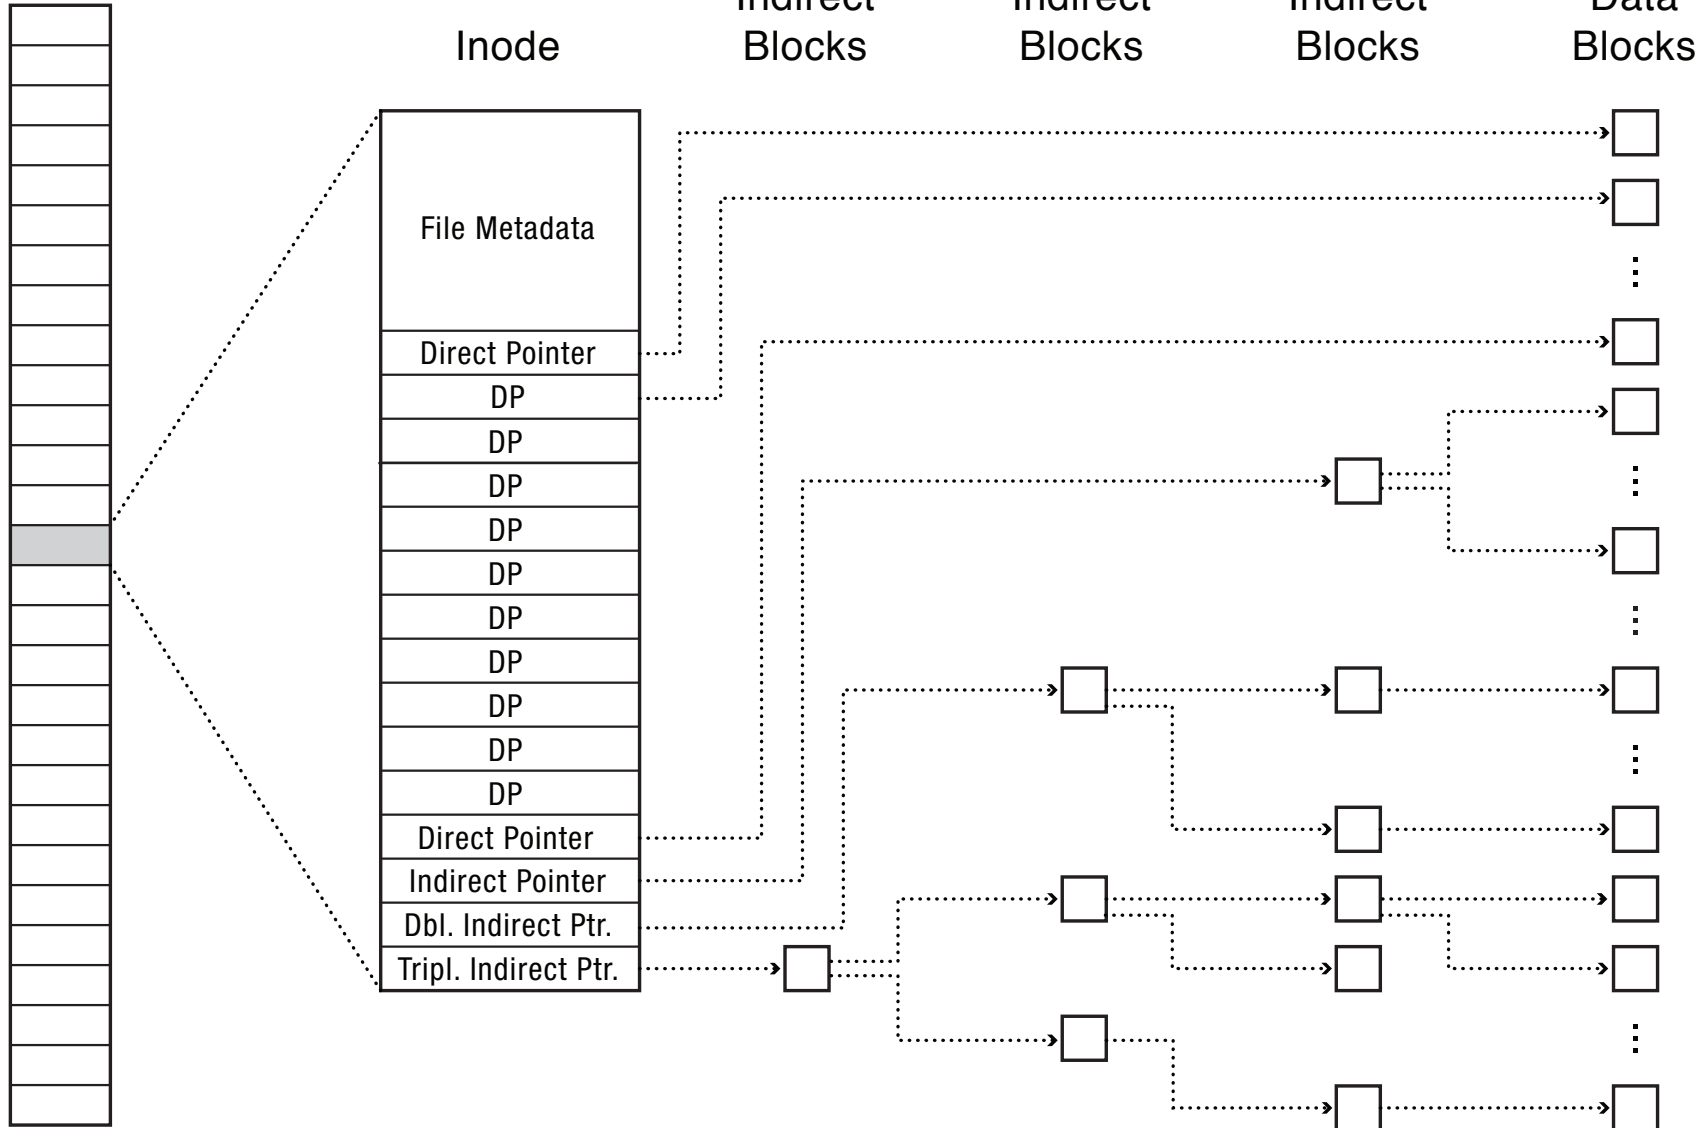 Indirect
Blocks
Indirect
Blocks
Indirect
Blocks
Data
Blocks
Inode
File Metadata
Direct Pointer
DP
DP
DP
DP
DP
DP
DP
DP
DP
DP
Direct Pointer
Indirect Pointer
Dbl. Indirect Ptr.
Tripl. Indirect Ptr.